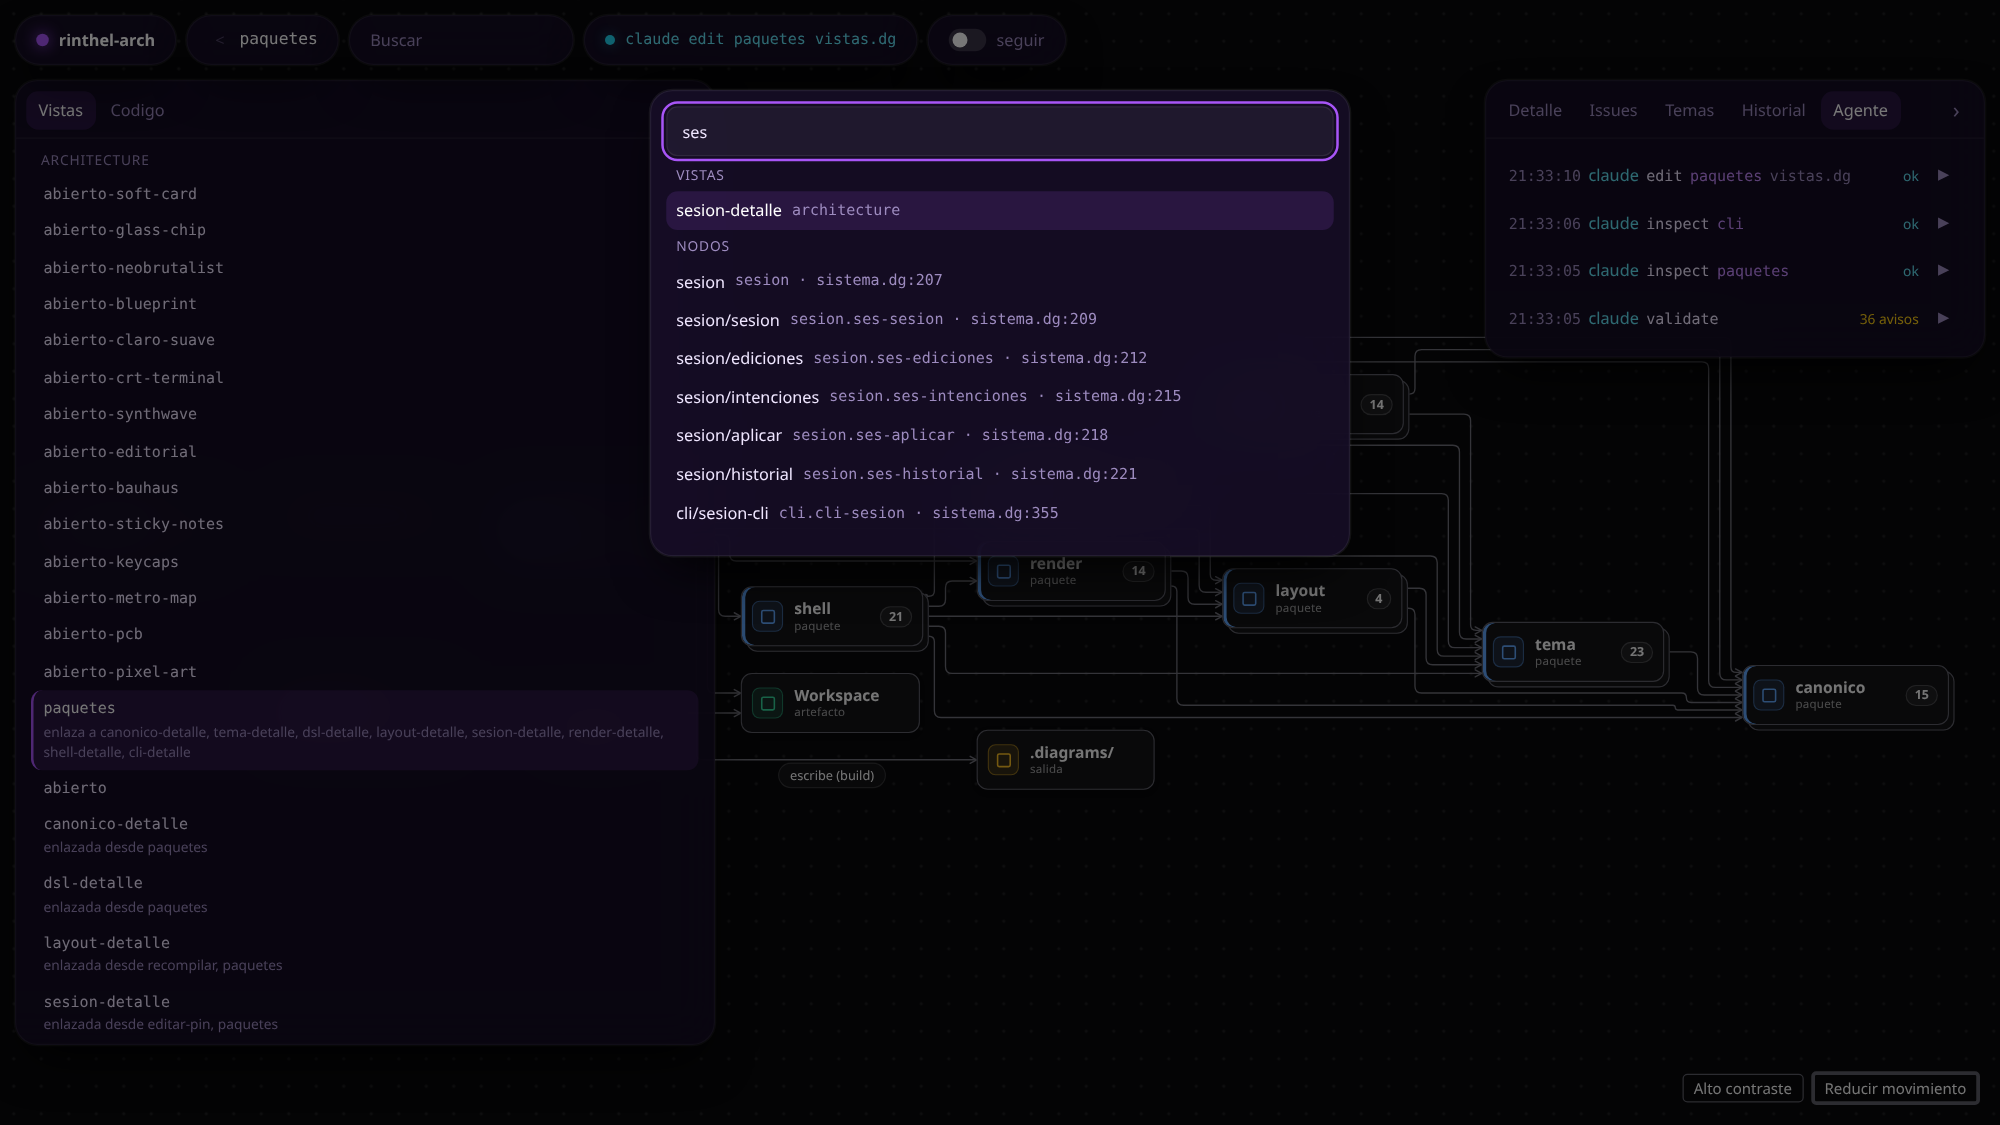 rinthel-arch
< paquetes
Buscar
claude edit paquetes vistas.dg
seguir
Vistas
Codigo
ARCHITECTURE
abierto-soft-card
abierto-glass-chip
abierto-neobrutalist
abierto-blueprint
abierto-claro-suave
abierto-crt-terminal
abierto-synthwave
abierto-editorial
abierto-bauhaus
abierto-sticky-notes
abierto-keycaps
abierto-metro-map
abierto-pcb
abierto-pixel-art
paquetes
enlaza a canonico-detalle, tema-detalle, dsl-detalle, layout-detalle, sesion-detalle, render-detalle,
shell-detalle, cli-detalle
abierto
canonico-detalle
enlazada desde paquetes
dsl-detalle
enlazada desde paquetes
layout-detalle
enlazada desde recompilar, paquetes
sesion-detalle
enlazada desde editar-pin, paquetes
ses
VISTAS
sesion-detalle architecture
NODOS
sesion sesion · sistema.dg:207
sesion/sesion sesion.ses-sesion · sistema.dg:209
sesion/ediciones sesion.ses-ediciones · sistema.dg:212
sesion/intenciones sesion.ses-intenciones · sistema.dg:215
sesion/aplicar sesion.ses-aplicar · sistema.dg:218
sesion/historial sesion.ses-historial · sistema.dg:221
cli/sesion-cli cli.cli-sesion · sistema.dg:355
Detalle
Issues
Temas
Historial
Agente
›
21:33:10 claude edit paquetes vistas.dg ok
21:33:06 claude inspect cli ok
21:33:05 claude inspect paquetes ok
21:33:05 claude validate 36 avisos
14
render
paquete
14
shell
paquete
21
layout
paquete
4
tema
paquete
23
canonico
paquete
15
Workspace
artefacto
.diagrams/
salida
escribe (build)
Alto contraste
Reducir movimiento